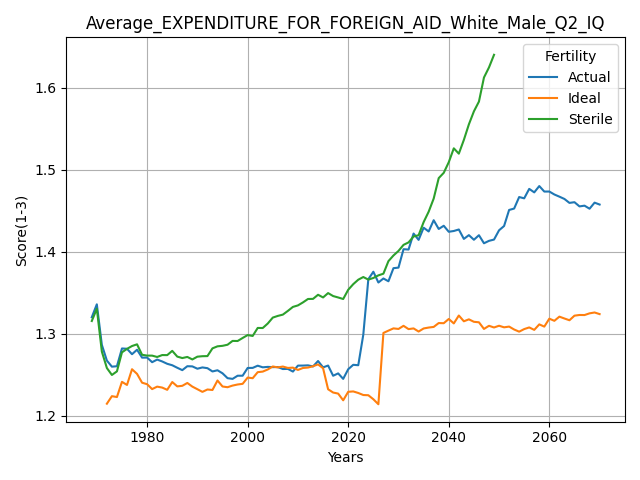 Average_EXPENDITURE_FOR_FOREIGN_AID_White_Male_Q2_IQ
Fertility
Actual
Ideal
Sterile
Score(1-3)
1.6
1.5
1.4
1.3
1.2
1980
2000
2020
2040
2060
Years